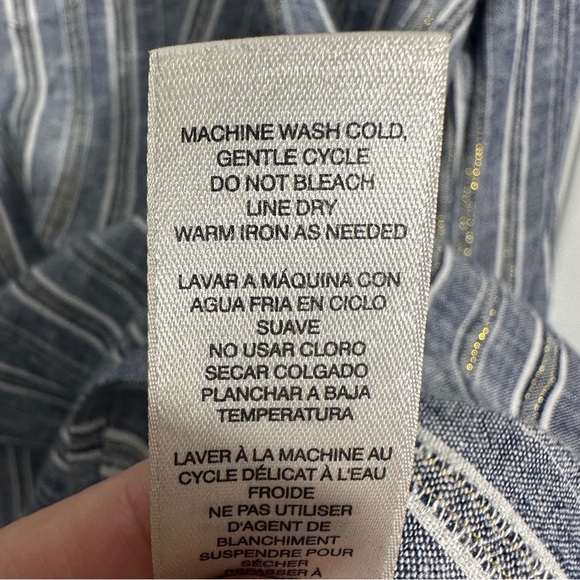 MACHINE WASH COLD,
GENTLE CYCLE
DO NOT BLEACH
LINE DRY
WARM IRON AS NEEDED
LAVAR A MÁQUINA CON
AGUA FRIA EN CICLO
SUAVE
NO USAR CLORO
SECAR COLGADO
PLANCHAR A BAJA
TEMPERATURA
LAVER À LA MACHINE AU
CYCLE DÉLICAT À L'EAU
FROIDE
NE PAS UTILISER
D'AGENT DE
BLANCHIMENT
SUSPENDRE POUR
SÉCHER
REPASSER À